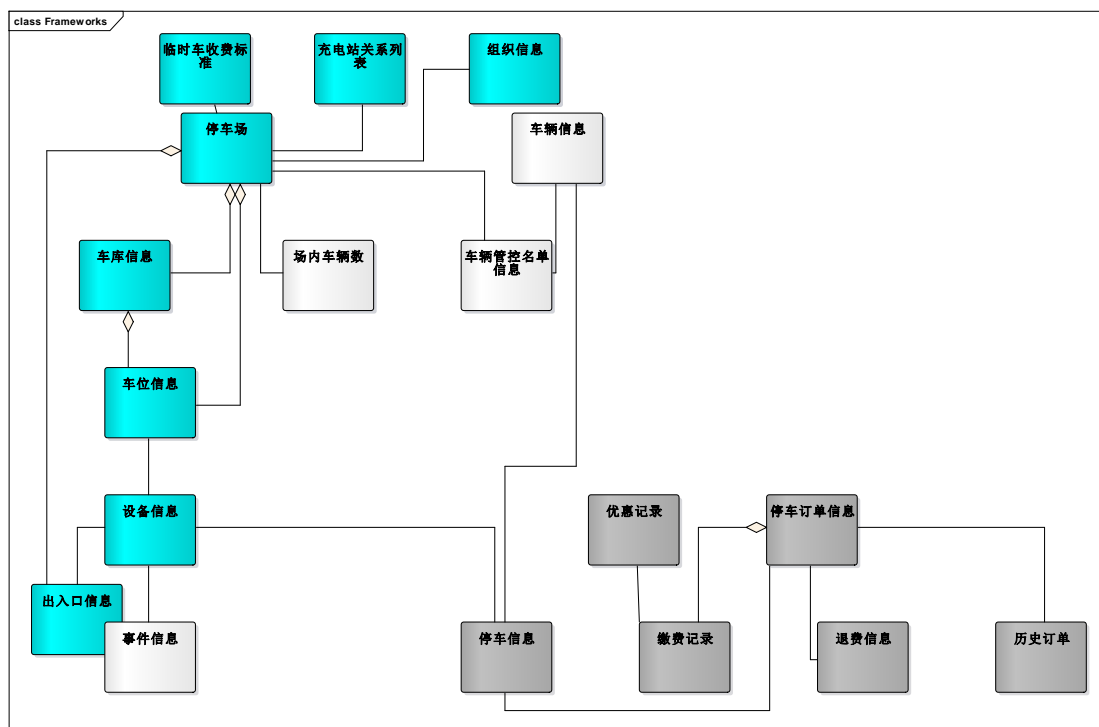 class Frameworks
临时车收费标
准
充电站关系列
表
组织信息
停车场
车辆信息
车库信息
场内车辆数
车辆管控名单
信息
车位信息
设备信息
优惠记录
停车订单信息
出入口信息
事件信息
停车信息
缴费记录
退费信息
历史订单